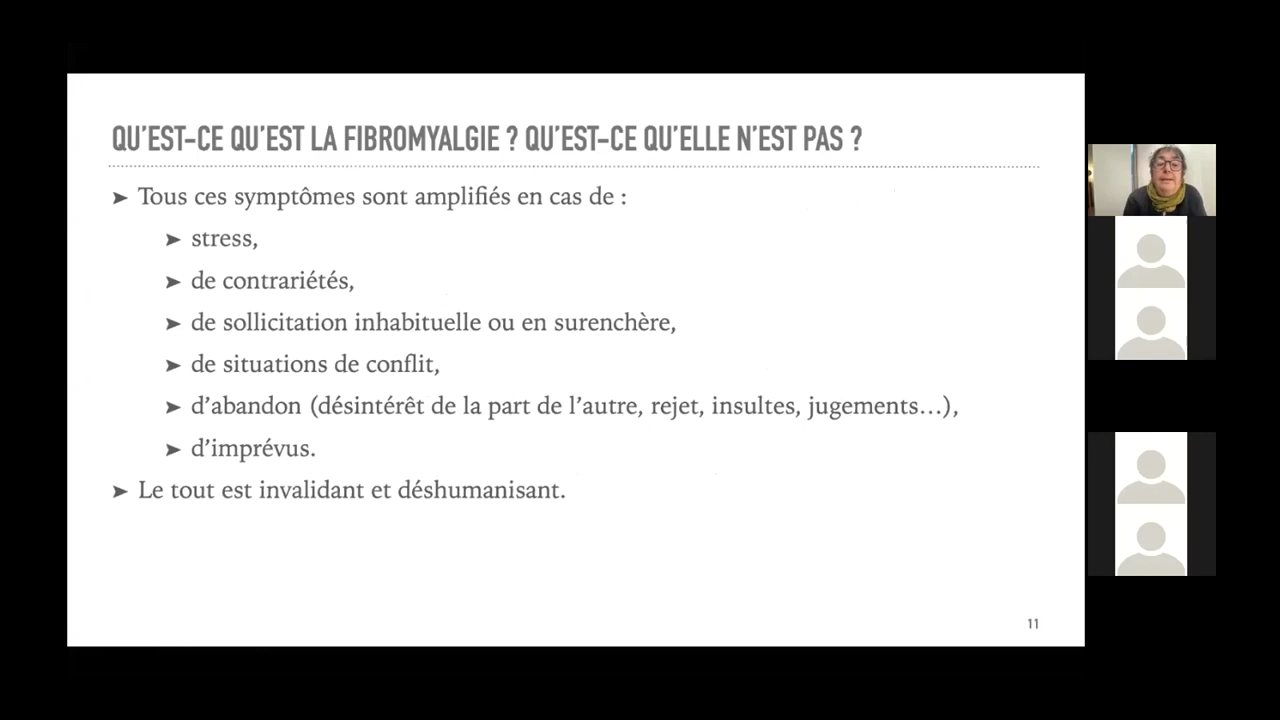 QU’EST-CE QU’EST LA FIBROMYALGIE ? QU’EST-CE QU’ELLE N’EST PAS ?
➤ Tous ces symptômes sont amplifiés en cas de :
➤ stress,
➤ de contrariétés,
➤ de sollicitation inhabituelle ou en surenchère,
➤ de situations de conflit,
➤ d’abandon (désintérêt de la part de l’autre, rejet, insultes, jugements…),
➤ d’imprévus.
➤ Le tout est invalidant et déshumanisant.
11